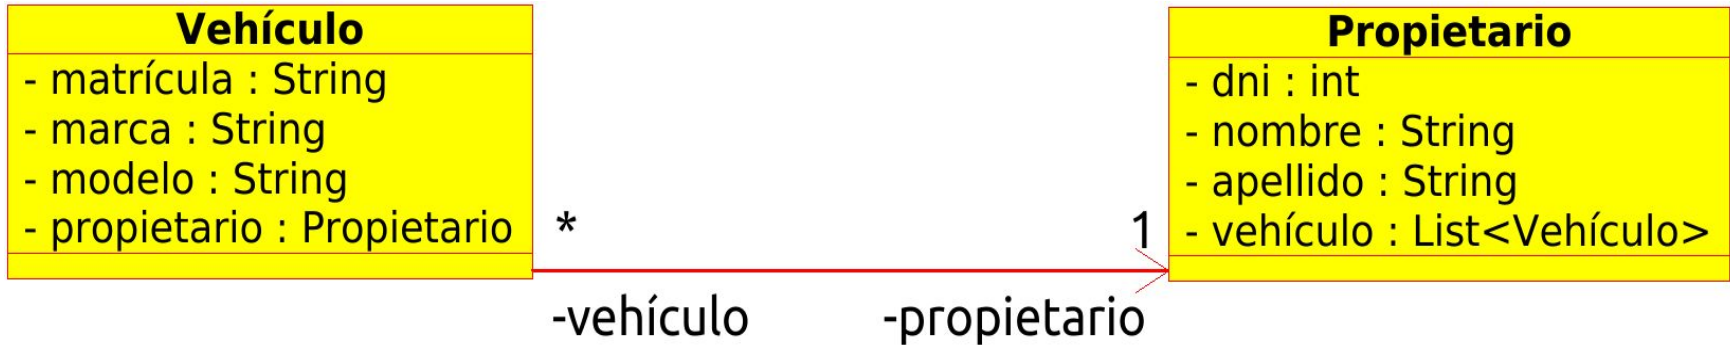 Vehículo
- matrícula : String
- marca : String
- modelo : String
- propietario : Propietario
* 1
-vehículo -propietario
Propietario
- dni : int
- nombre : String
- apellido : String
- vehículo : List<Vehículo>